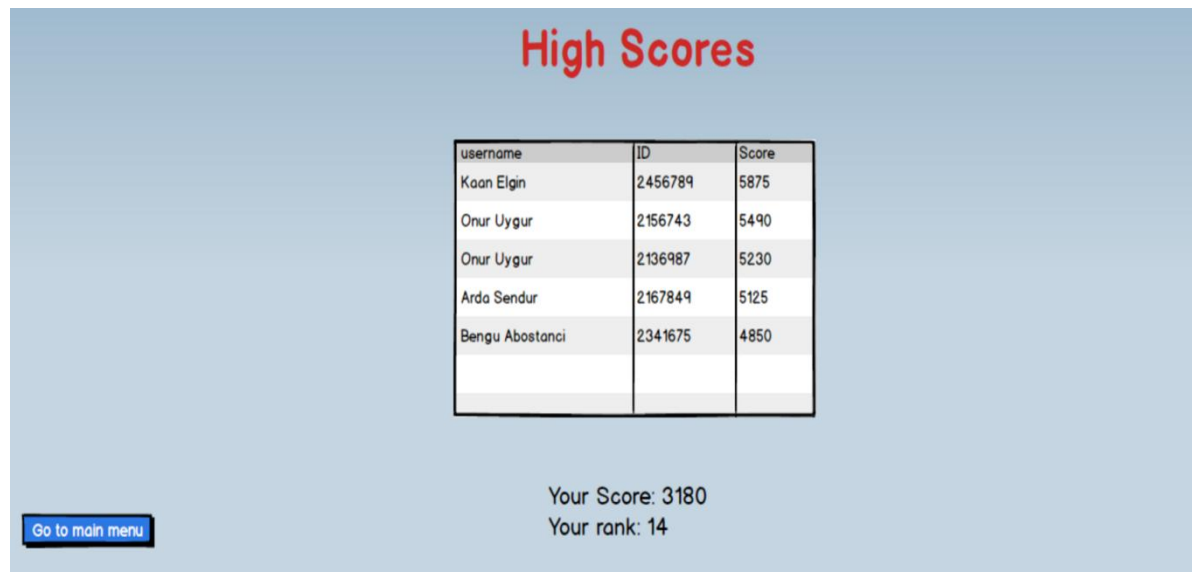 High Scores
username ID Score
Kaan Elgin 2456789 5875
Onur Uygur 2156743 5490
Onur Uygur 2136987 5230
Arda Sendur 2167849 5125
Bengu Abostanci 2341675 4850
Your Score: 3180
Your rank: 14
Go to main menu